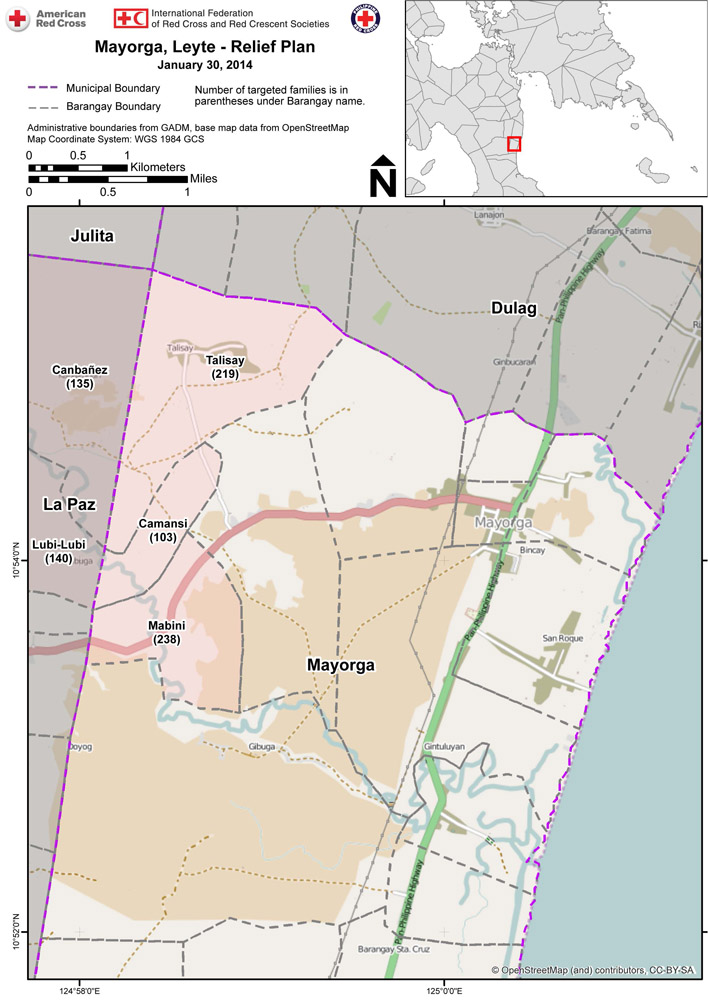 American
Red Cross
International Federation
of Red Cross and Red Crescent Societies
PHILIPPINE
RED CROSS
Mayorga, Leyte - Relief Plan
January 30, 2014
Municipal Boundary
Barangay Boundary
Number of targeted families is in
parentheses under Barangay name.
Administrative boundaries from GADM, base map data from OpenStreetMap
Map Coordinate System: WGS 1984 GCS
0 0.5 1
Kilometers
Miles
0 0.5 1
N
Julita
Lanajon
Barangay Fatima
Pan-Philippine Highway
Dulag
Talisay
Talisay
(219)
Ginbucaran
Canbañez
(135)
La Paz
Camansi
(103)
Mayorga
Lubi-Lubi
(140)
buga
Bincay
10°54'0"N
Pan-Philippine Highway
Mabini
(238)
San Roque
Mayorga
Doyog
Gibuga
Gintuluyan
Pan-Philippine Highway
10°52'0"N
Barangay Sta. Cruz
© OpenStreetMap (and) contributors, CC-BY-SA
124°58'0"E
125°0'0"E